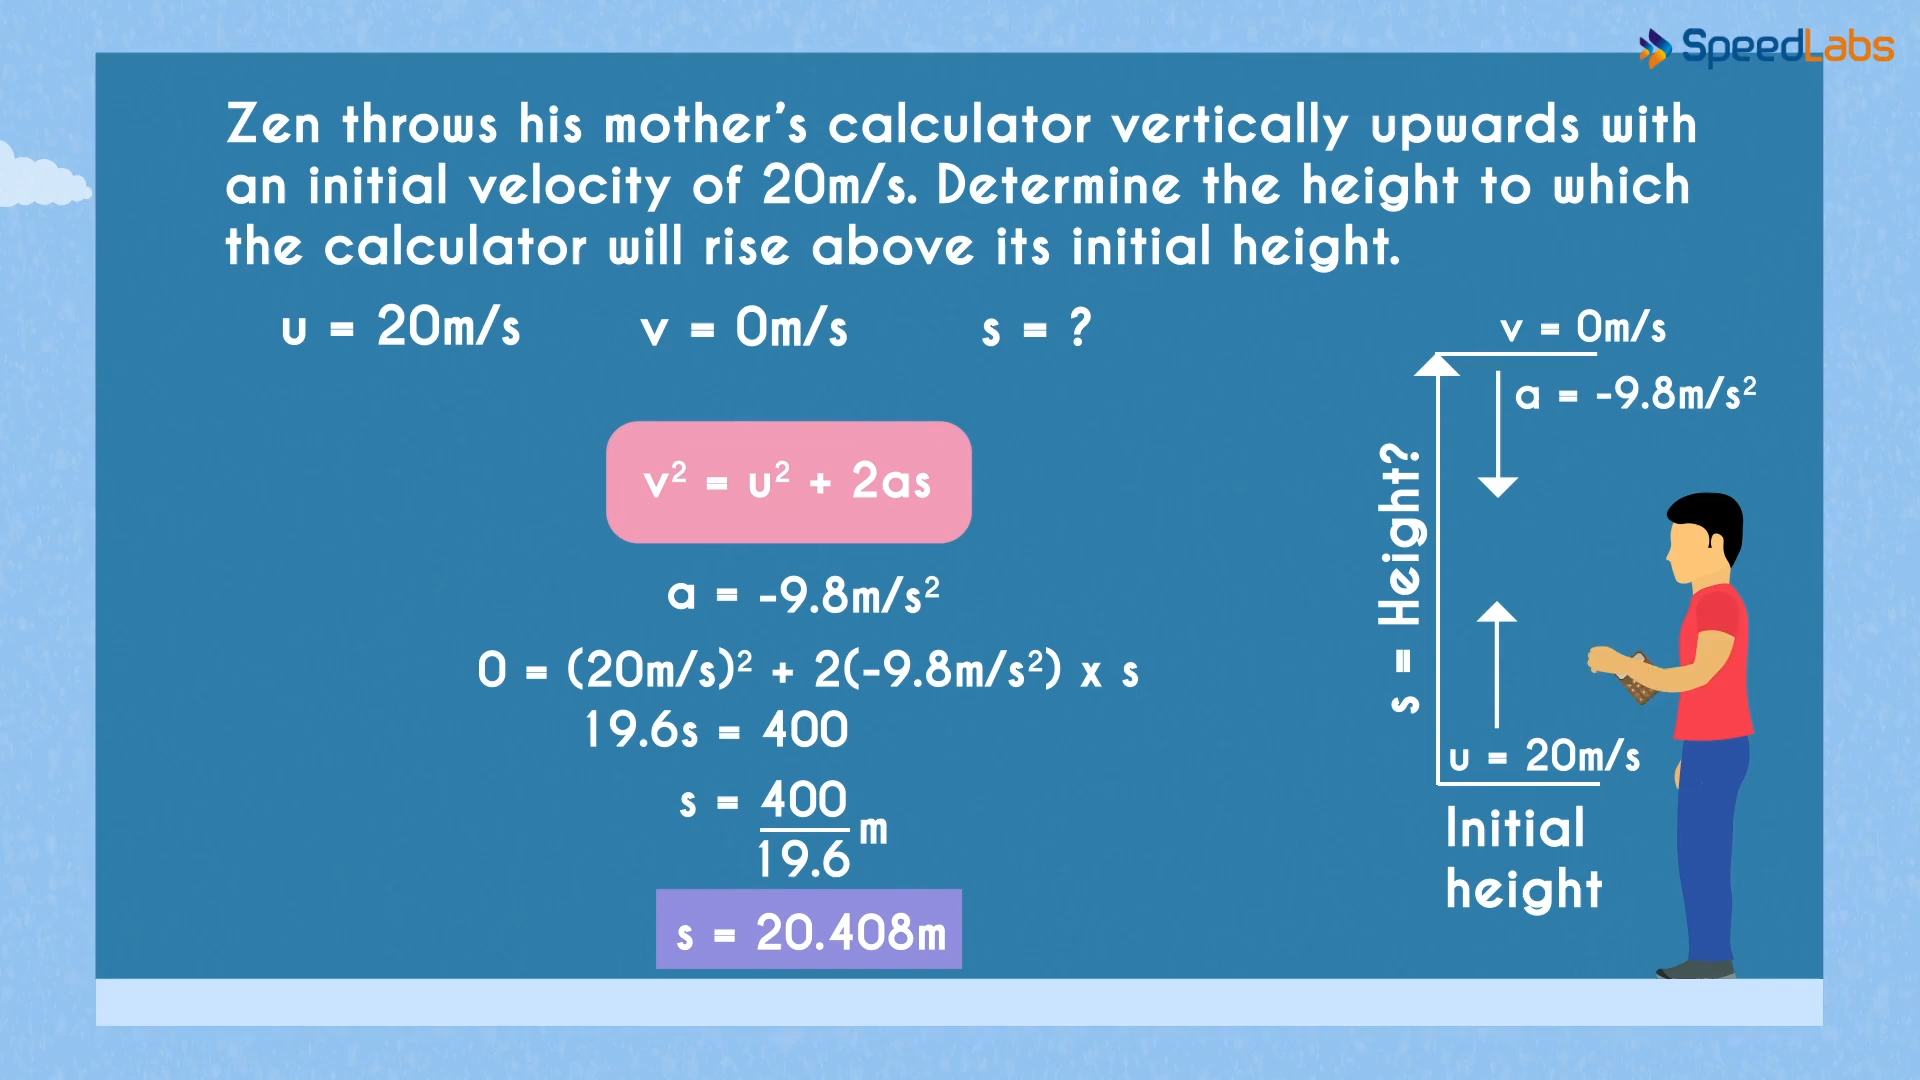 SpeedLabs
Zen throws his mother's calculator vertically upwards with
an initial velocity of 20m/s. Determine the height to which
the calculator will rise above its initial height.
u = 20m/s v = 0m/s s = ?
v² = u² + 2as
a = -9.8m/s²
0 = (20m/s)² + 2(-9.8m/s²) x s
19.6s = 400
s = 400
19.6
m
s = 20.408m
v = 0m/s
a = -9.8m/s²
s = Height?
u = 20m/s
Initial
height